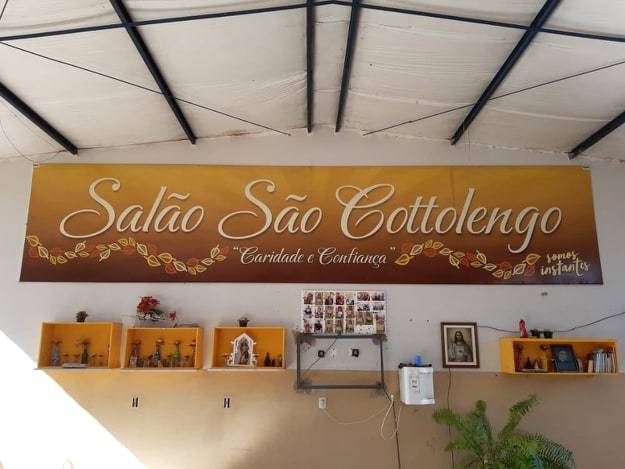 Salão São Cottolengo
"Caridade e Confiança"
somos
instantes